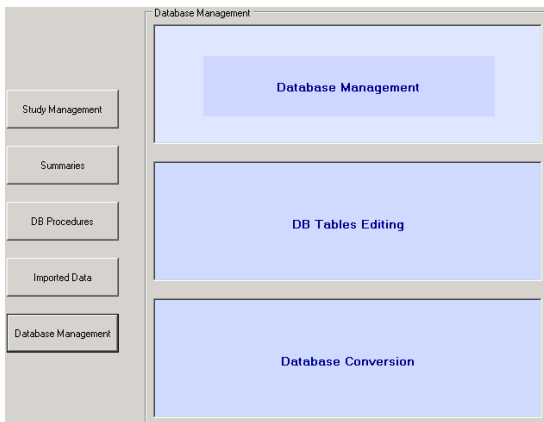 Database Management
Database Management
Study Management
Summaries
DB Tables Editing
DB Procedures
Imported Data
Database Management
Database Conversion